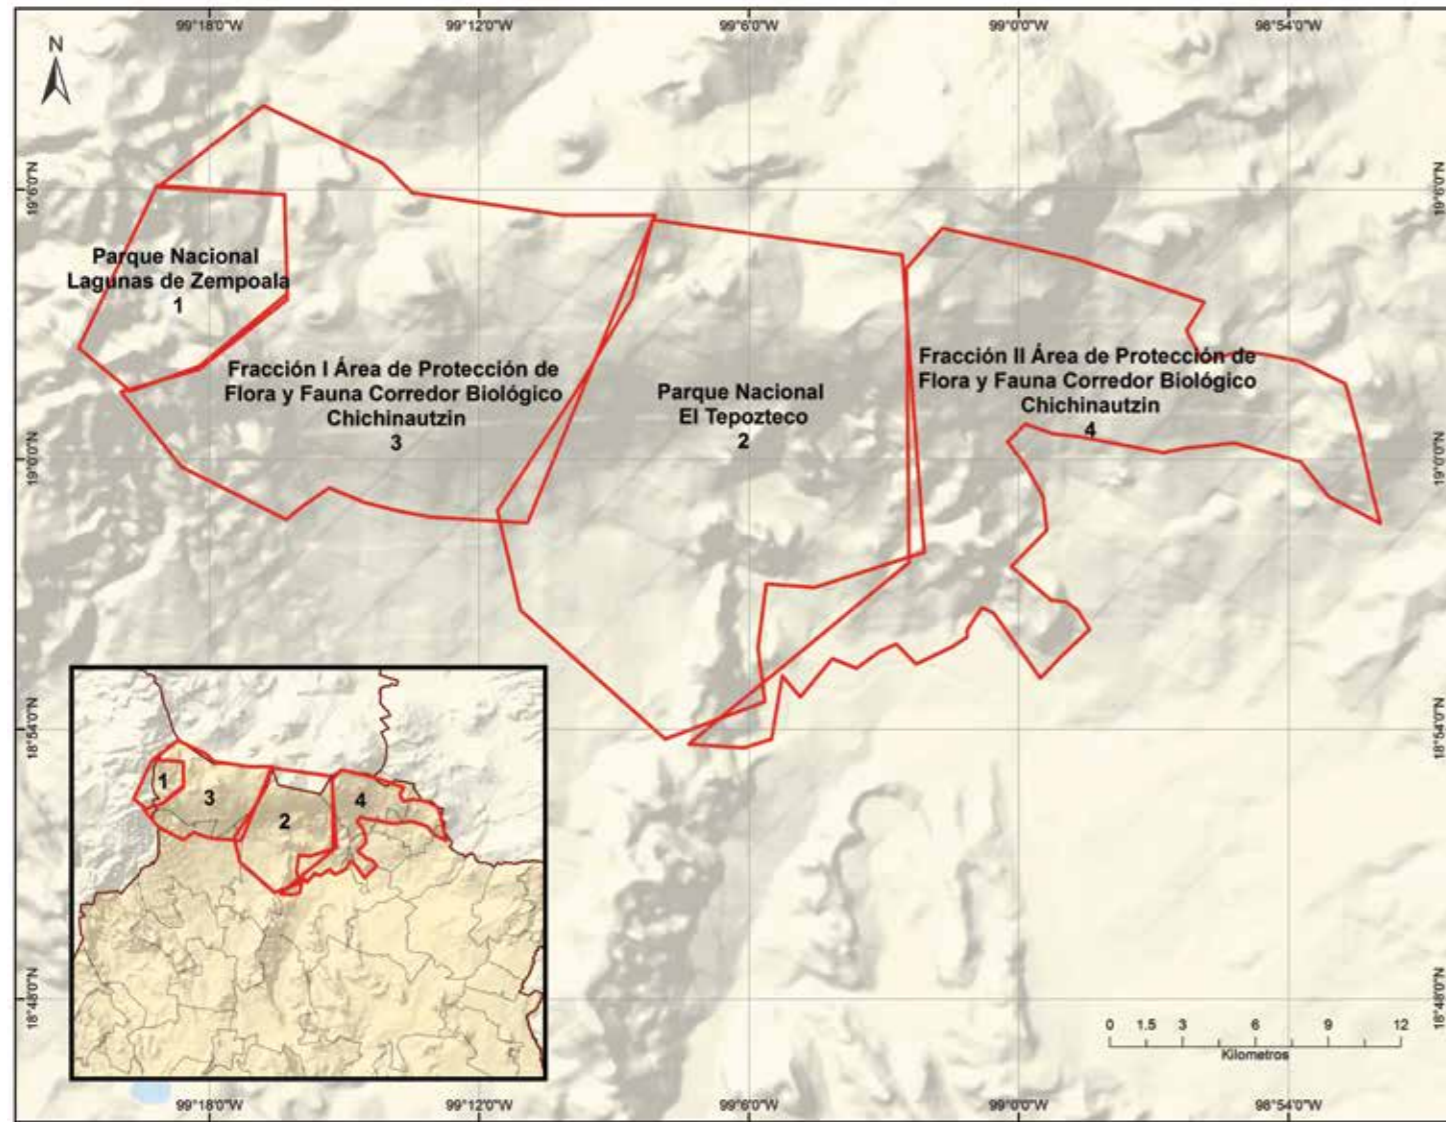 99°18'0"W
99°12'0"W
99°6'0"W
99°0'0"W
98°54'0"W
N
19°6'0"N
19°6'0"N
Parque Nacional
Lagunas de Zempoala
1
Fracción I Área de Protección de
Flora y Fauna Corredor Biológico
Chichinautzin
3
Parque Nacional
El Tepozteco
2
Fracción II Área de Protección de
Flora y Fauna Corredor Biológico
Chichinautzin
4
19°0'0"N
19°0'0"N
18°54'0"N
18°54'0"N
1
3
2
4
18°48'0"N
18°48'0"N
0 1.5 3 6 9 12
Kilometros
99°18'0"W
99°12'0"W
99°6'0"W
99°0'0"W
98°54'0"W